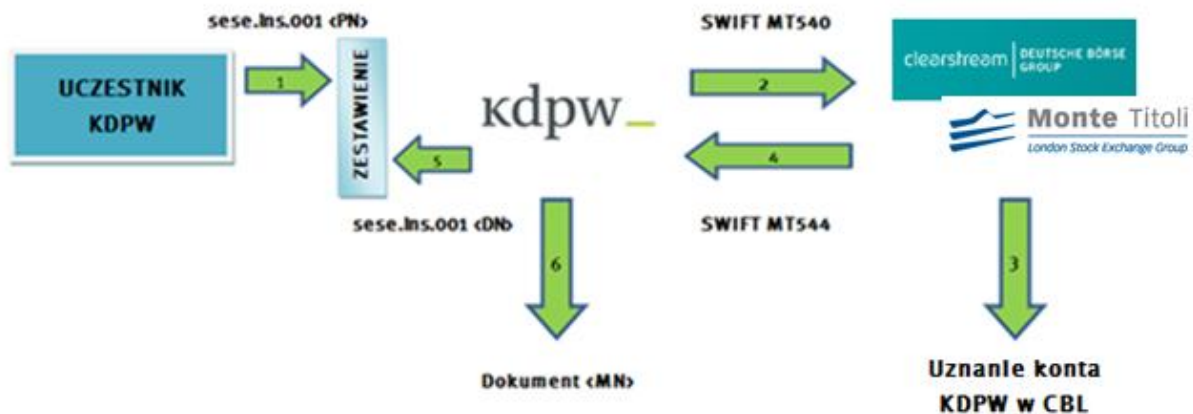 sese.ins.001 <PN>
SWIFT MT540
UCZESTNIK
KDPW
1
ZESTAWIENIE
kdpw_
2
clearstream | DEUTSCHE BÖRSE
GROUP
Monte Titoli
London Stock Exchange Group
5
4
sese.ins.001 <DN>
SWIFT MT544
6
3
Dokument <MN>
Uznanie konta
KDPW w CBL